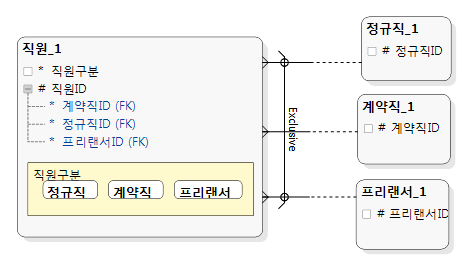 직원_1
* 직원구분
# 직원ID
* 계약직ID (FK)
* 정규직ID (FK)
* 프리랜서ID (FK)
직원구분
정규직 계약직 프리랜서
Exclusive
정규직_1
# 정규직ID
계약직_1
# 계약직ID
프리랜서_1
# 프리랜서ID